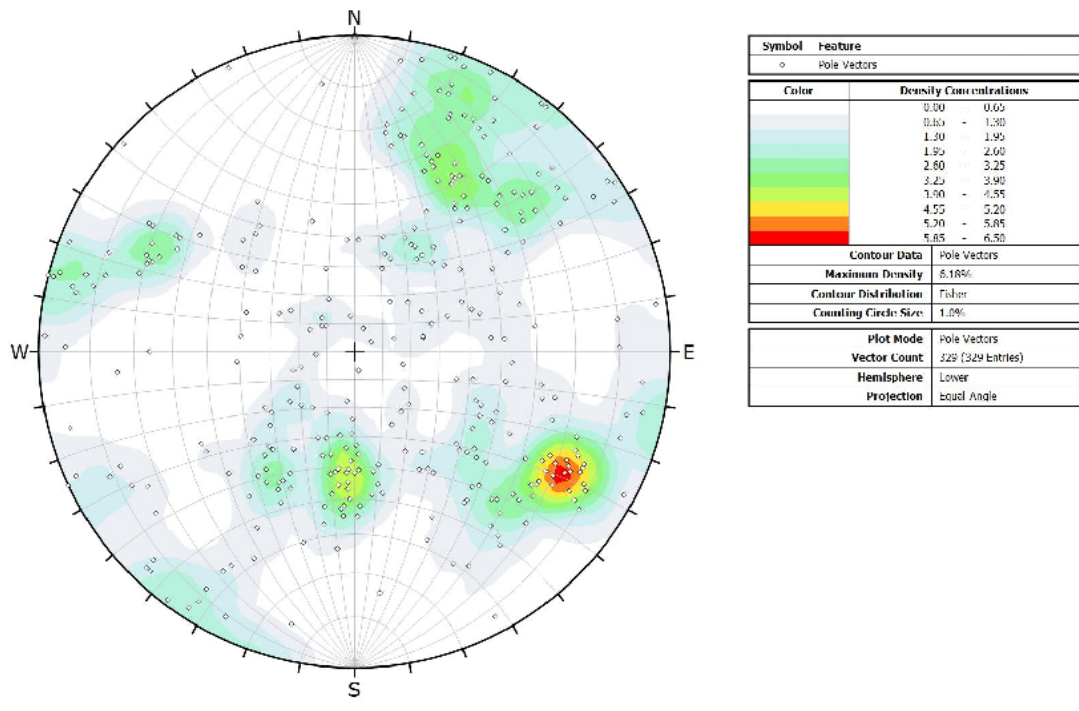 N
W
E
S
Symbol Feature
Pole Vectors
Color Density Concentrations
0.00 - 0.65
0.65 - 1.30
1.30 - 1.95
1.95 - 2.60
2.60 - 3.25
3.25 - 3.90
3.90 - 4.55
4.55 - 5.20
5.20 - 5.85
5.85 - 6.50
Contour Data Pole Vectors
Maximum Density 6.18%
Contour Distribution Fisher
Counting Circle Size 1.0%
Plot Mode Pole Vectors
Vector Count 329 (329 Entries)
Hemisphere Lower
Projection Equal Angle